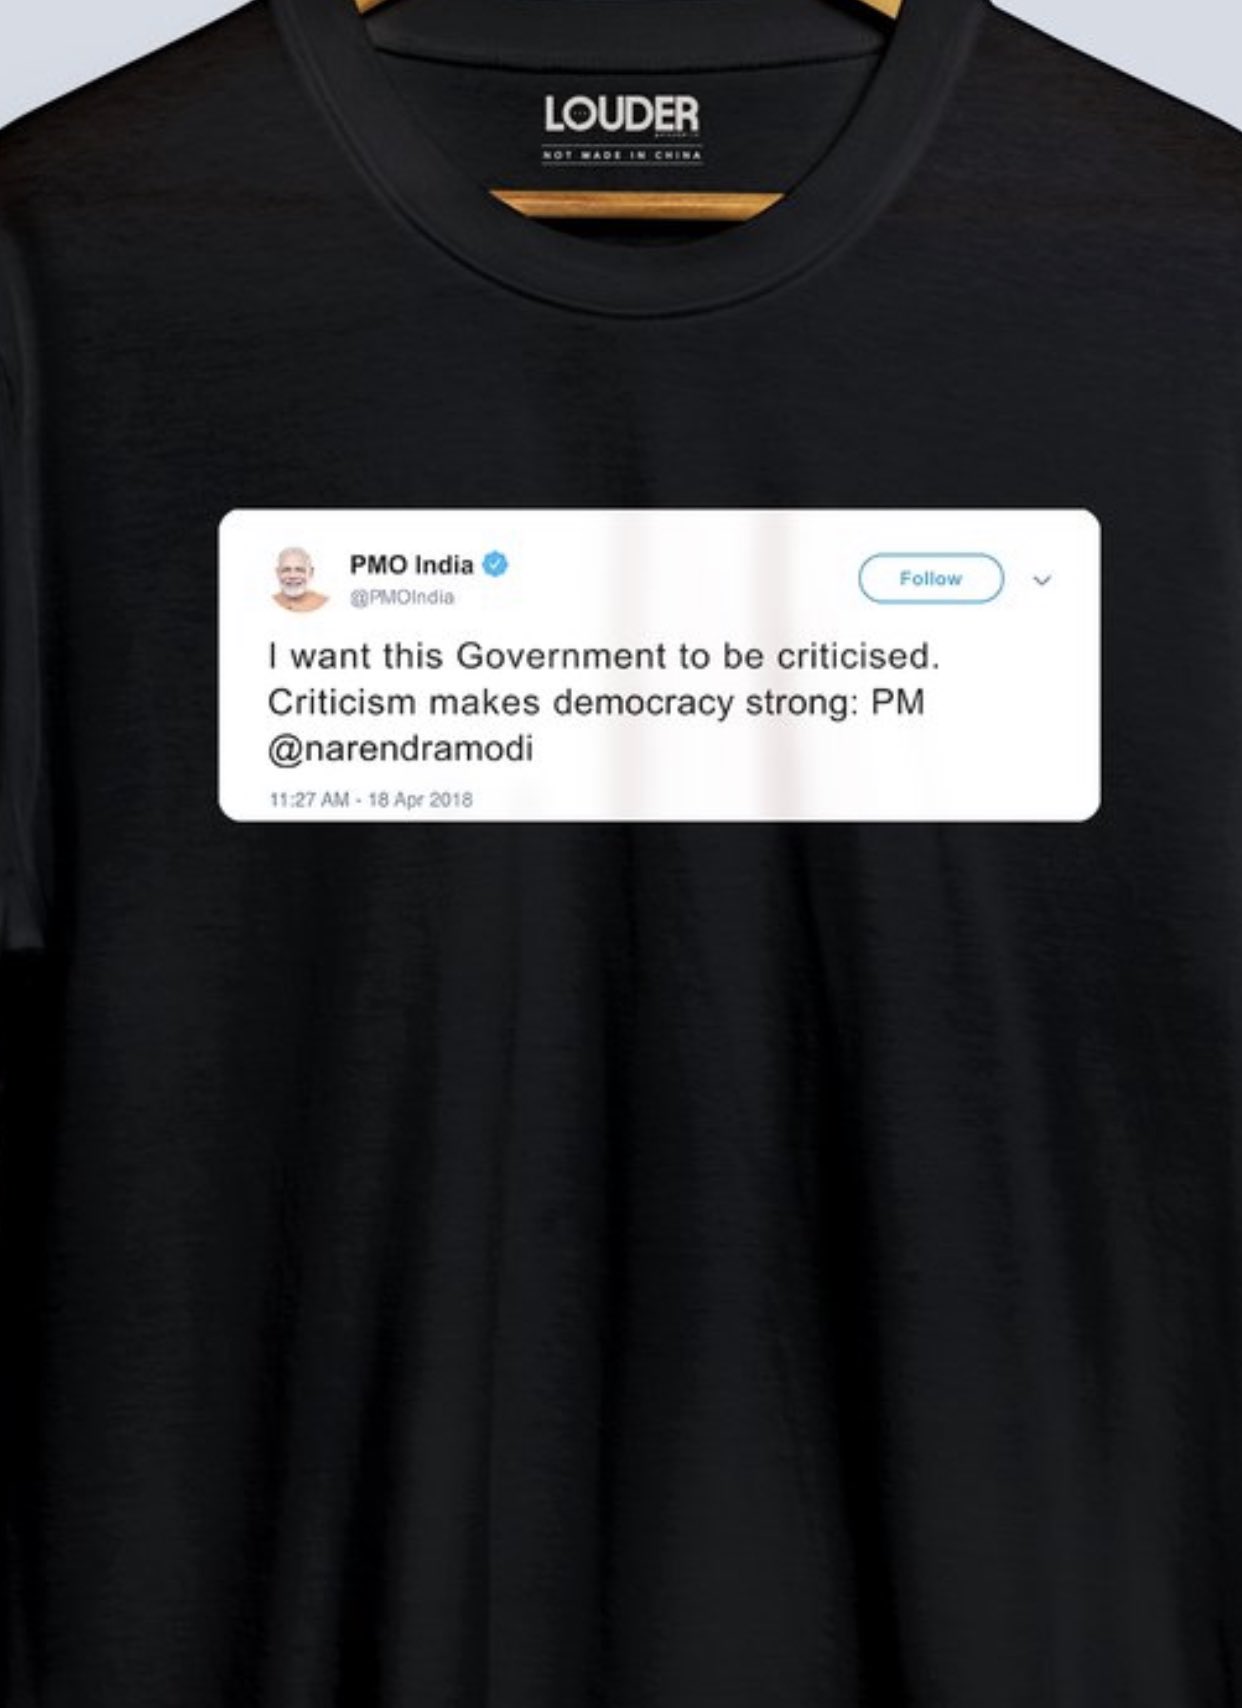 LOUDER
NOT MADE IN CHINA
PMO India
@PMOIndia
Follow
I want this Government to be criticised.
Criticism makes democracy strong: PM
@narendramodi
11:27 AM - 18 Apr 2018